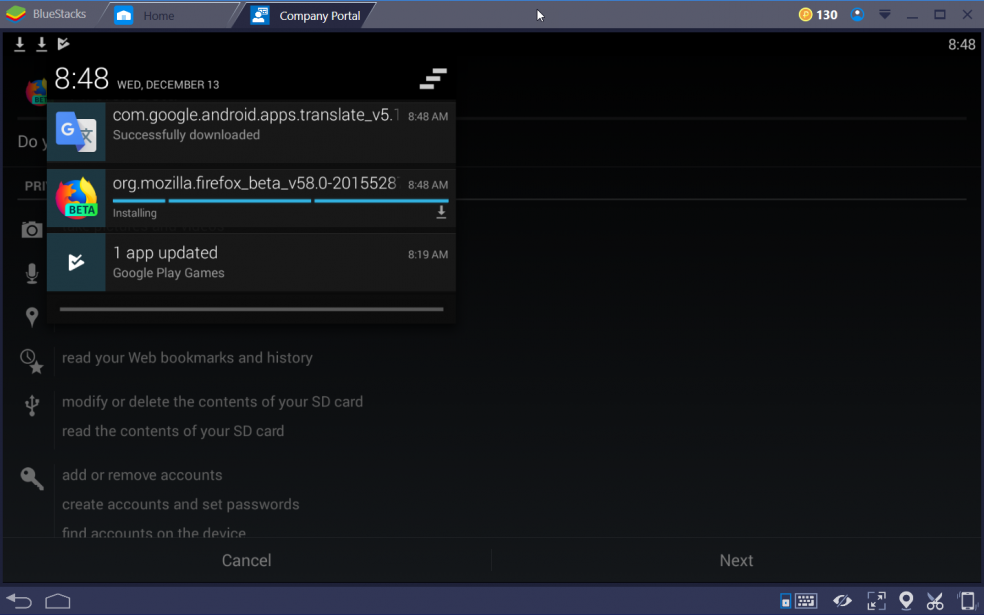 BlueStacks
Home
Company Portal
130
8:48
8:48 WED, DECEMBER 13
com.google.android.apps.translate_v5.1 8:48 AM
Successfully downloaded
org.mozilla.firefox_beta_v58.0-2015528 8:48 AM
BETA
Installing
1 app updated 8:19 AM
Google Play Games
Do y
PRI
read your Web bookmarks and history
modify or delete the contents of your SD card
read the contents of your SD card
add or remove accounts
create accounts and set passwords
find accounts on the device
Cancel
Next